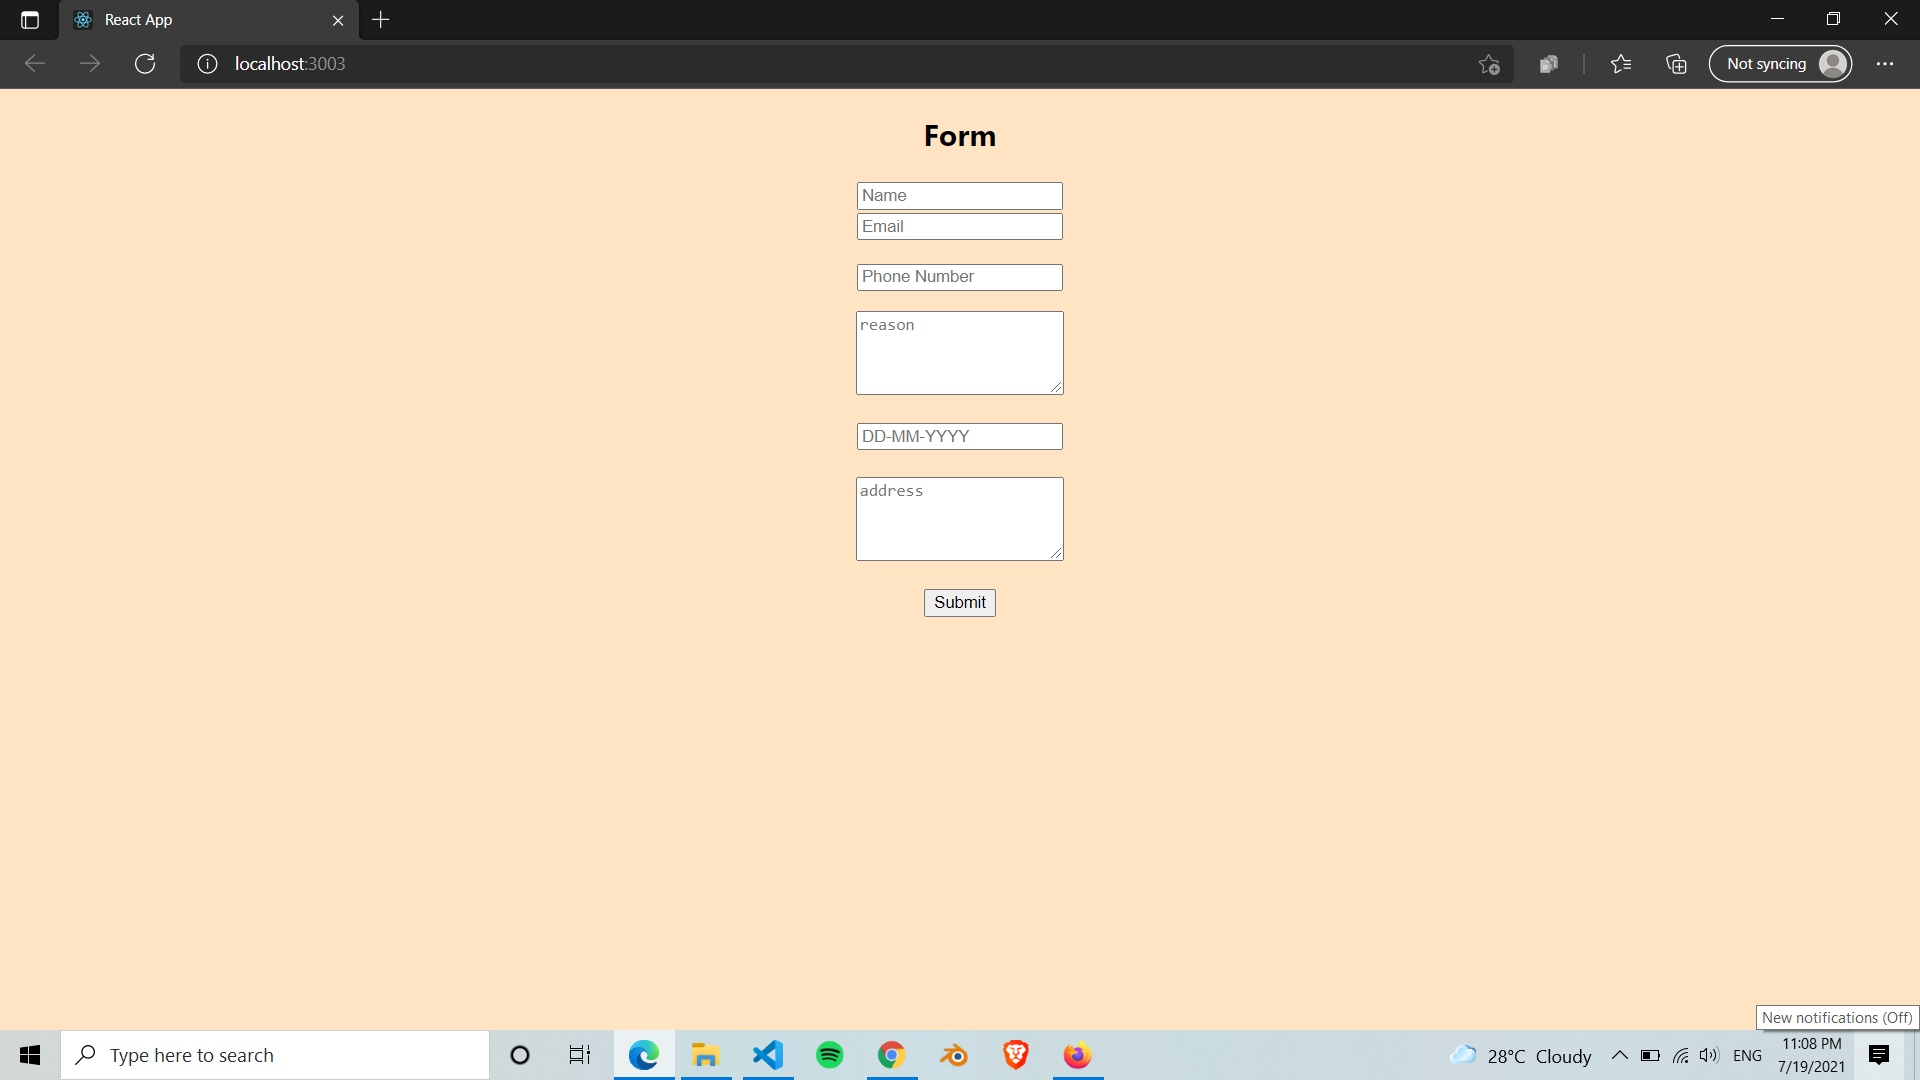 React App
localhost:3003
Not syncing
Form
Name
Email
Phone Number
reason
DD-MM-YYYY
address
Submit
New notifications (Off)
Type here to search
28°C Cloudy
ENG
11:08 PM
7/19/2021